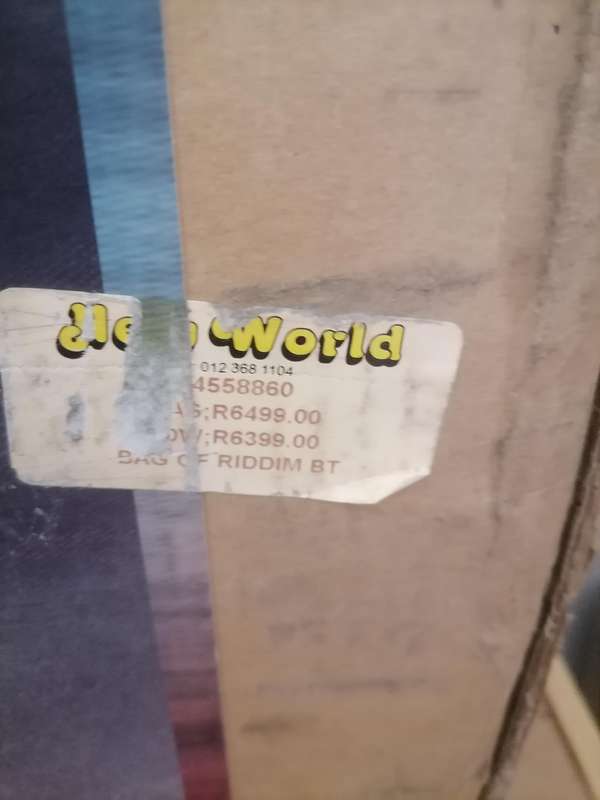 World
012 368 1104
4558860
R6499.00
R6399.00
BAG OF RIDDIM BT